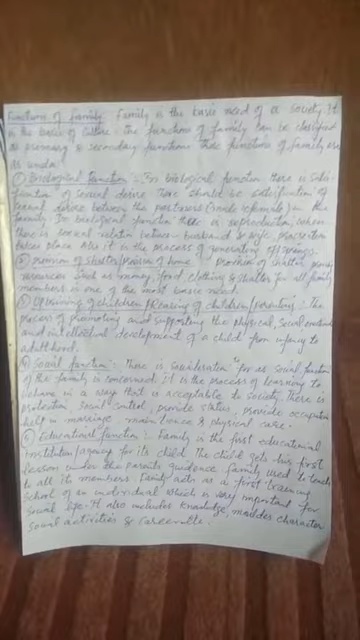 Functions of family: Family is the basic need of a society. It
is the basis of culture. The functions of family can be classified
as primary & secondary functions. These functions of family are
as under:
① Biological function :- In biological function there is satis-
faction of sexual desire. There should be satisfaction of
sexual desire between the partners (male & female) in the
family. In biological function there is reproduction, when
there is sexual relation between husband & wife procreation
takes place. Also it is the process of generating offsprings.
② provision of shelter/provision of home :- provision of shelter, money
resources such as money, food, clothing & shelter for all family
members is one of the most basic need.
③ Upbringing of children/Rearing of children/parenting :- The
process of promoting and supporting the physical, social, emotional
and intellectual development of a child from infancy to
adulthood.
④ Social function :- There is socialization as far as social function
of the family is concerned. It is the process of learning to
behave in a way that is acceptable to society. There is
protection, social control, provide status, provide occupation
help in marriage, maintenance & physical care.
⑤ Educational function :- Family is the first educational
institution/agency for its child. The child gets his first
lesson under the parents guidance. Family used to teach
to all its members. Family acts as a first training
school of an individual which is very important for
social life. It also includes knowledge, moulds character
social activities &